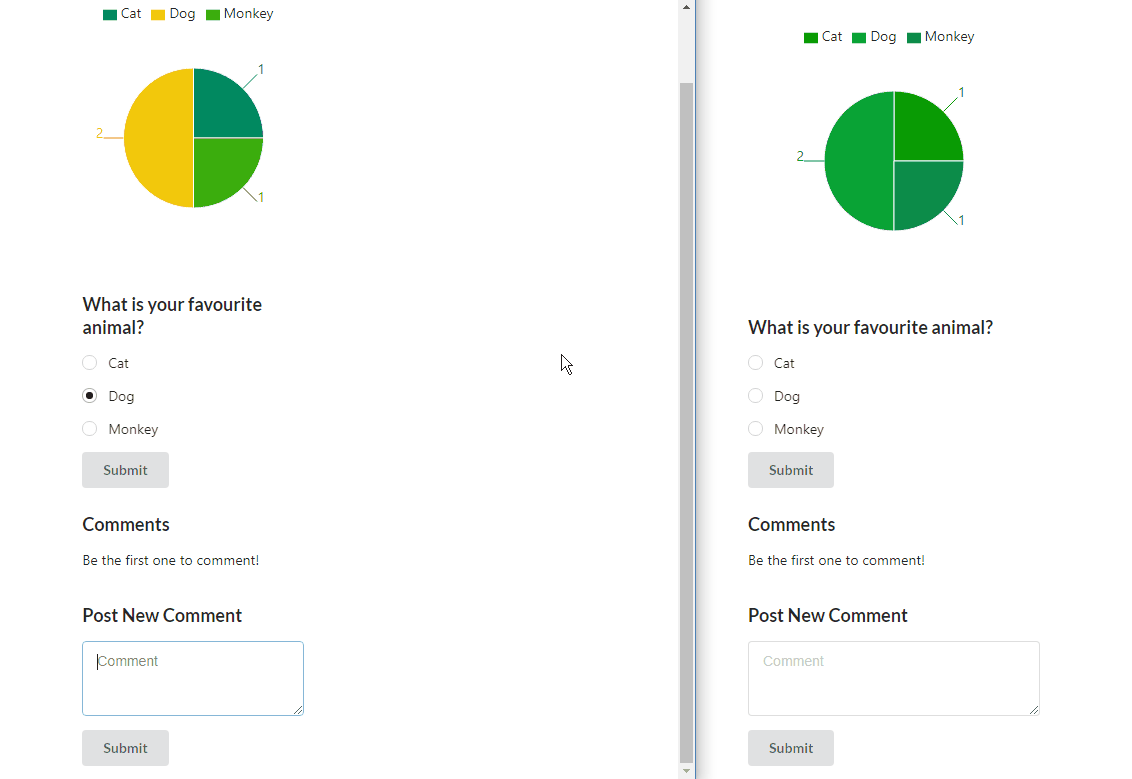 Cat Dog Monkey
1
2
1
What is your favourite
animal?
Cat
Dog
Monkey
Submit
Comments
Be the first one to comment!
Post New Comment
Comment
Submit
Cat Dog Monkey
1
2
1
What is your favourite animal?
Cat
Dog
Monkey
Submit
Comments
Be the first one to comment!
Post New Comment
Comment
Submit